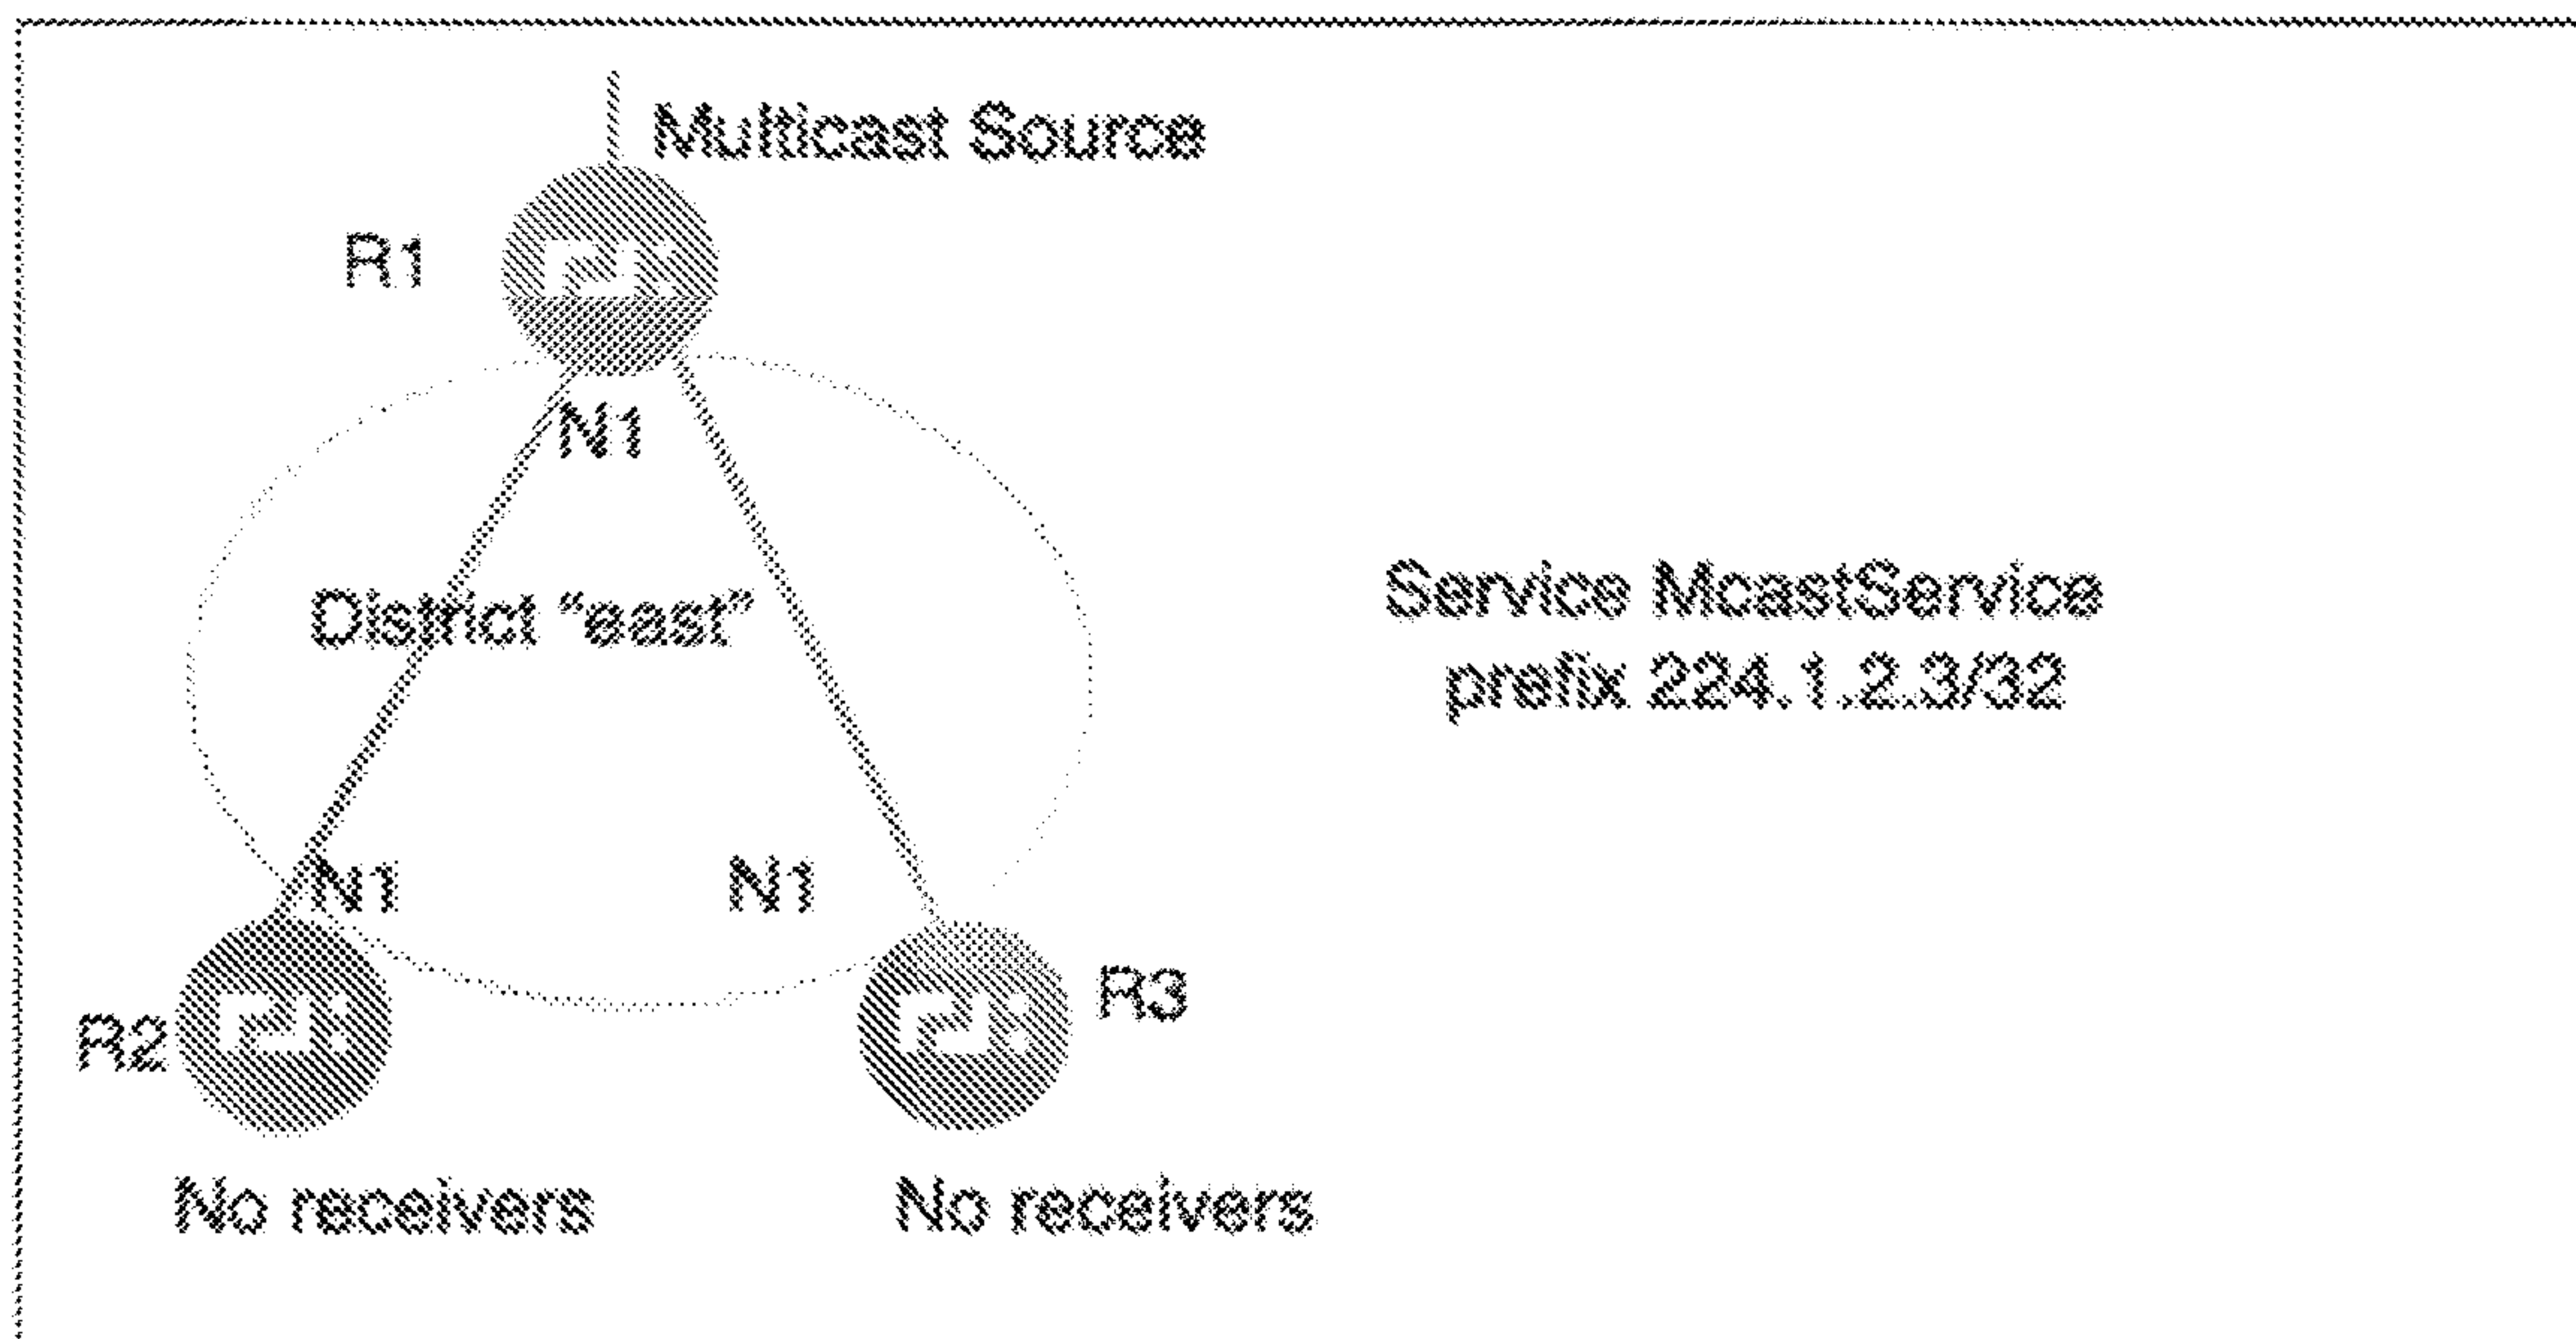 Multicast Source
R1
N1
District “east”
Service McastService
prefix 224.1.2.3/32
N1
N1
R2
R3
No receivers
No receivers